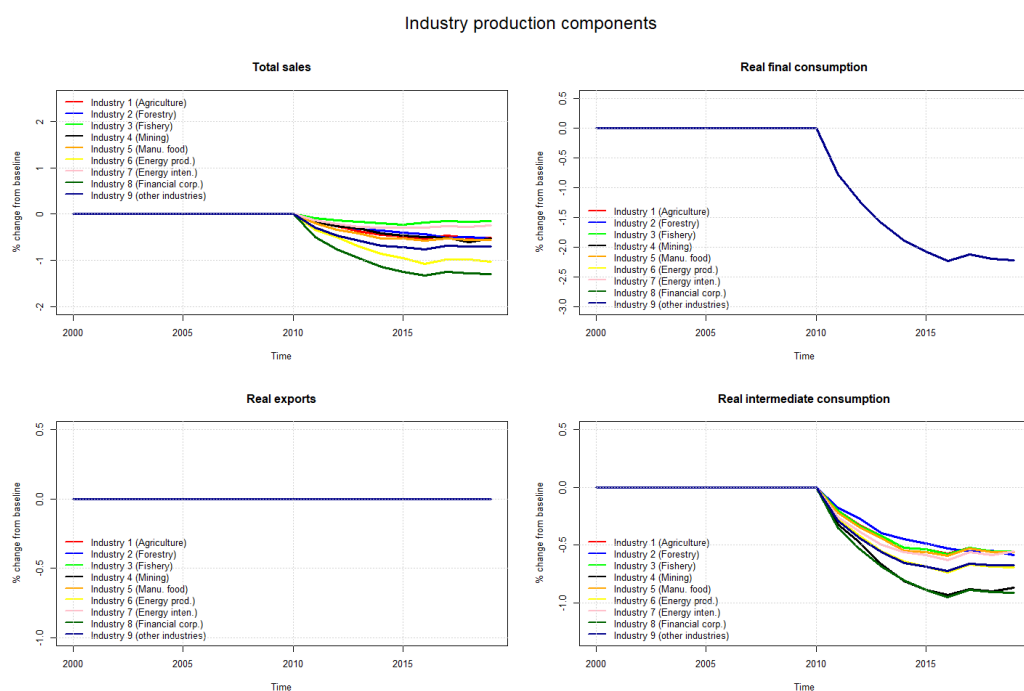 Industry production components
Total sales
% change from baseline
2
1
0
-1
-2
Industry 1 (Agriculture)
Industry 2 (Forestry)
Industry 3 (Fishery)
Industry 4 (Mining)
Industry 5 (Manu. food)
Industry 6 (Energy prod.)
Industry 7 (Energy inten.)
Industry 8 (Financial corp.)
Industry 9 (other industries)
2000 2005 2010 2015
Time
Real final consumption
% change from baseline
0.5
0.0
-0.5
-1.0
-1.5
-2.0
-2.5
-3.0
Industry 1 (Agriculture)
Industry 2 (Forestry)
Industry 3 (Fishery)
Industry 4 (Mining)
Industry 5 (Manu. food)
Industry 6 (Energy prod.)
Industry 7 (Energy inten.)
Industry 8 (Financial corp.)
Industry 9 (other industries)
2000 2005 2010 2015
Time
Real exports
% change from baseline
0.5
0.0
-0.5
-1.0
Industry 1 (Agriculture)
Industry 2 (Forestry)
Industry 3 (Fishery)
Industry 4 (Mining)
Industry 5 (Manu. food)
Industry 6 (Energy prod.)
Industry 7 (Energy inten.)
Industry 8 (Financial corp.)
Industry 9 (other industries)
2000 2005 2010 2015
Time
Real intermediate consumption
% change from baseline
0.5
0.0
-0.5
-1.0
Industry 1 (Agriculture)
Industry 2 (Forestry)
Industry 3 (Fishery)
Industry 4 (Mining)
Industry 5 (Manu. food)
Industry 6 (Energy prod.)
Industry 7 (Energy inten.)
Industry 8 (Financial corp.)
Industry 9 (other industries)
2000 2005 2010 2015
Time